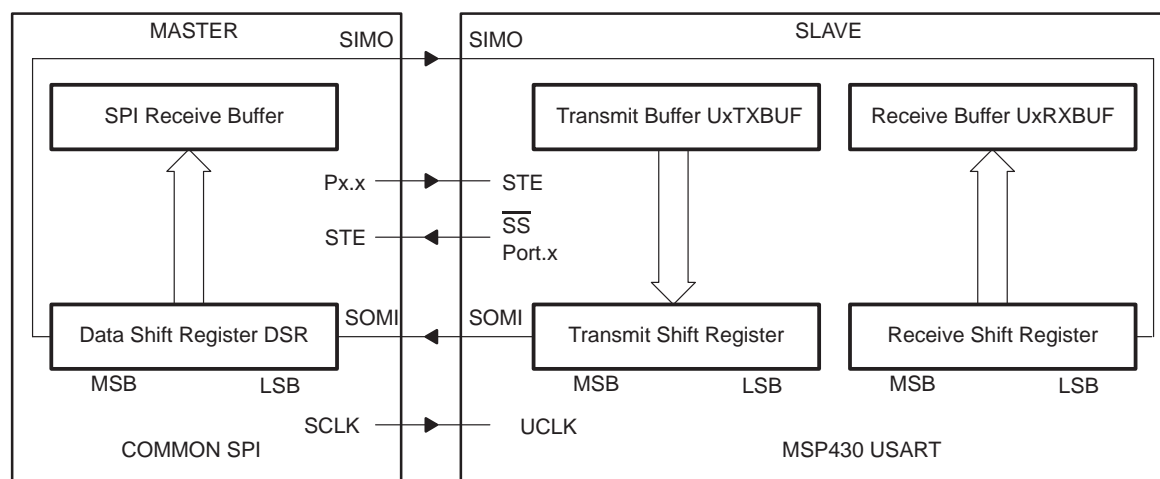 MASTER
SLAVE
SIMO
SIMO
SPI Receive Buffer
Transmit Buffer UxTXBUF
Receive Buffer UxRXBUF
Px.x
STE
STE
SS
Port.x
SOMI
SOMI
Data Shift Register DSR
Transmit Shift Register
Receive Shift Register
MSB
LSB
MSB
LSB
MSB
LSB
SCLK
UCLK
COMMON SPI
MSP430 USART